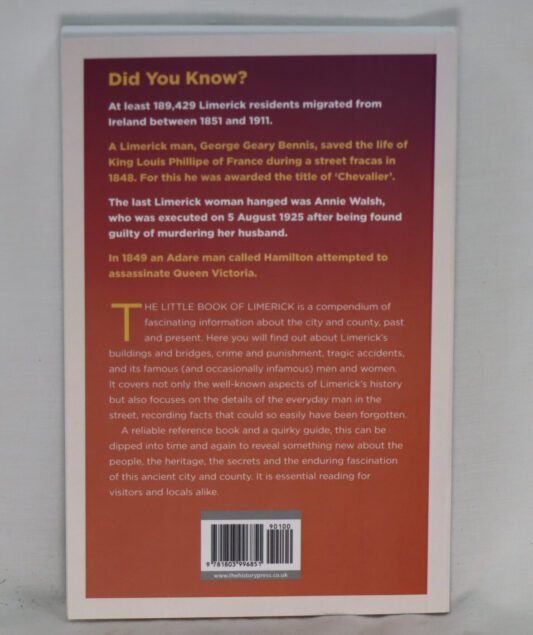 Did You Know?
At least 189,429 Limerick residents migrated from
Ireland between 1851 and 1911.
A Limerick man, George Geary Bennis, saved the life of
King Louis Phillipe of France during a street fracas in
1848. For this he was awarded the title of ‘Chevalier’.
The last Limerick woman hanged was Annie Walsh,
who was executed on 5 August 1925 after being found
guilty of murdering her husband.
In 1849 an Adare man called Hamilton attempted to
assassinate Queen Victoria.
THE LITTLE BOOK OF LIMERICK is a compendium of
fascinating information about the city and county, past
and present. Here you will find out about Limerick’s
buildings and bridges, crime and punishment, tragic accidents,
and its famous (and occasionally infamous) men and women.
It covers not only the well-known aspects of Limerick’s history
but also focuses on the details of the everyday man in the
street, recording facts that could so easily have been forgotten.
A reliable reference book and a quirky guide, this can be
dipped into time and again to reveal something new about the
people, the heritage, the secrets and the enduring fascination
of this ancient city and county. It is essential reading for
visitors and locals alike.
90100
9 781803 996851
www.thehistorypress.co.uk